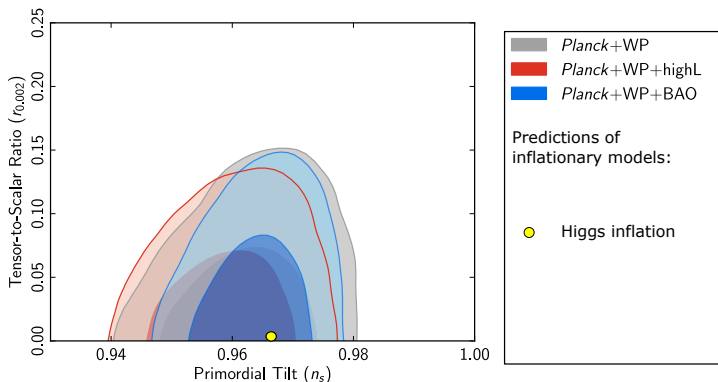 0.25
0.20
0.15
0.10
0.05
0.00
Tensor-to-Scalar Ratio (r0.002)
0.94
0.96
0.98
1.00
Primordial Tilt (ns)
Planck+WP
Planck+WP+highL
Planck+WP+BAO
Predictions of
inflationary models:
Higgs inflation